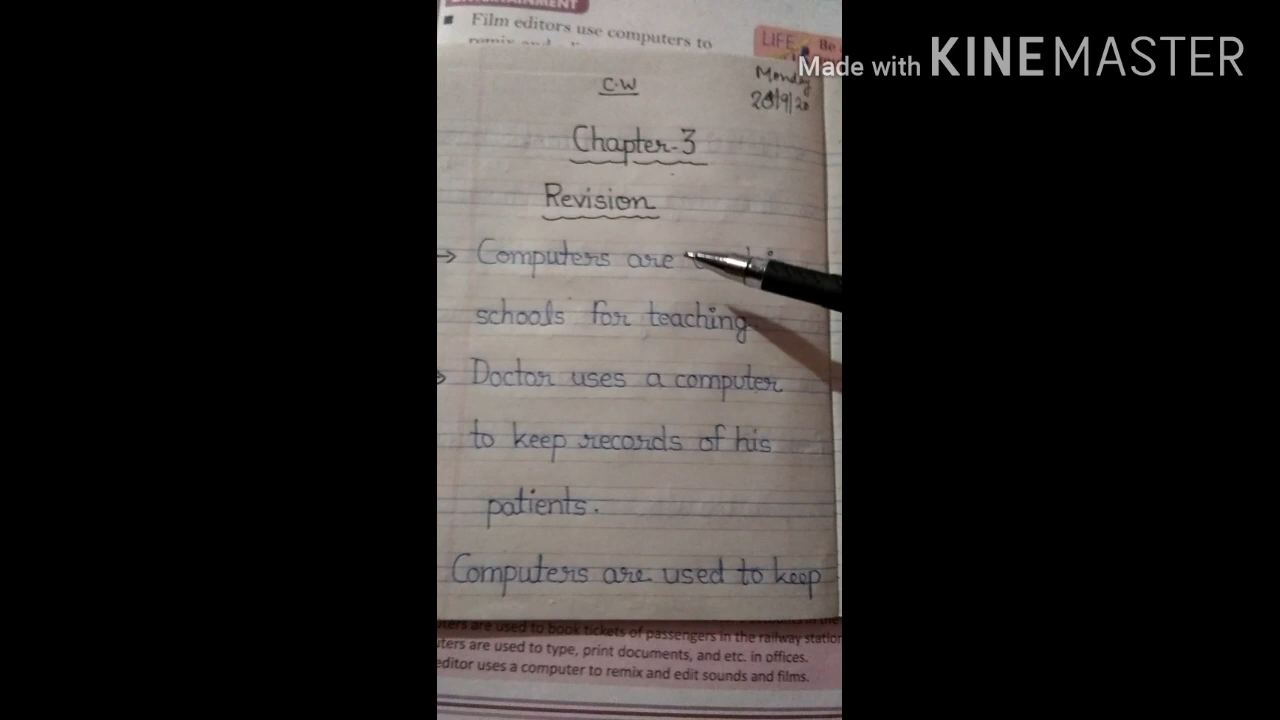 Film editors use computers to
LIFE
Be
Made with KINEMASTER
C.W
Monday
Chapter-3
Revision
→ Computers are
schools for teaching.
Doctor uses a computer
to keep records of his
patients.
Computers are used to keep
are used to book tickets of passengers in the railway
are used to type, print documents, and etc. in offices.
editor uses a computer to remix and edit sounds and films.